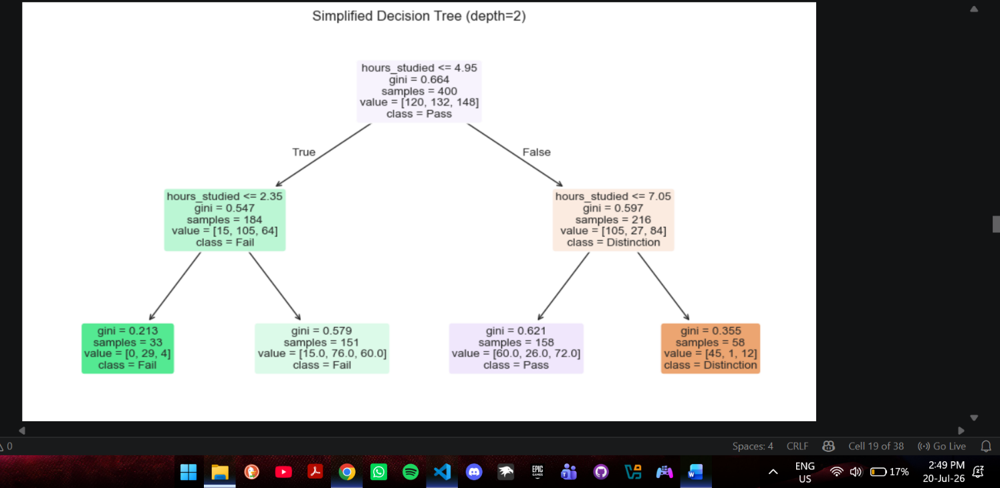 Simplified Decision Tree (depth=2)
hours_studied <= 4.95
gini = 0.664
samples = 400
value = [120, 132, 148]
class = Pass
True
False
hours_studied <= 2.35
gini = 0.547
samples = 184
value = [15, 105, 64]
class = Fail
hours_studied <= 7.05
gini = 0.597
samples = 216
value = [105, 27, 84]
class = Distinction
gini = 0.213
samples = 33
value = [0, 29, 4]
class = Fail
gini = 0.579
samples = 151
value = [15.0, 76.0, 60.0]
class = Fail
gini = 0.621
samples = 158
value = [60.0, 26.0, 72.0]
class = Pass
gini = 0.355
samples = 58
value = [45, 1, 12]
class = Distinction
0
Spaces: 4
CRLF
Cell 19 of 38
Go Live
EPIC
GAMES
ENG
US
17%
2:49 PM
20-Jul-26